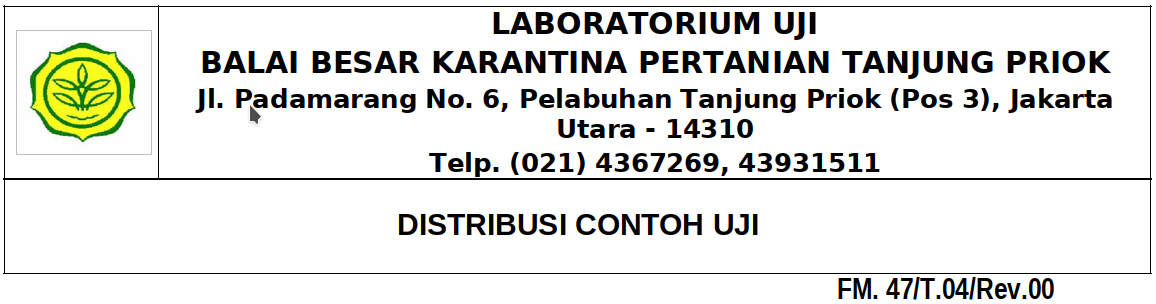 LABORATORIUM UJI
BALAI BESAR KARANTINA PERTANIAN TANJUNG PRIOK
Jl. Padamarang No. 6, Pelabuhan Tanjung Priok (Pos 3), Jakarta
Utara - 14310
Telp. (021) 4367269, 43931511
DISTRIBUSI CONTOH UJI
FM. 47/T.04/Rev.00